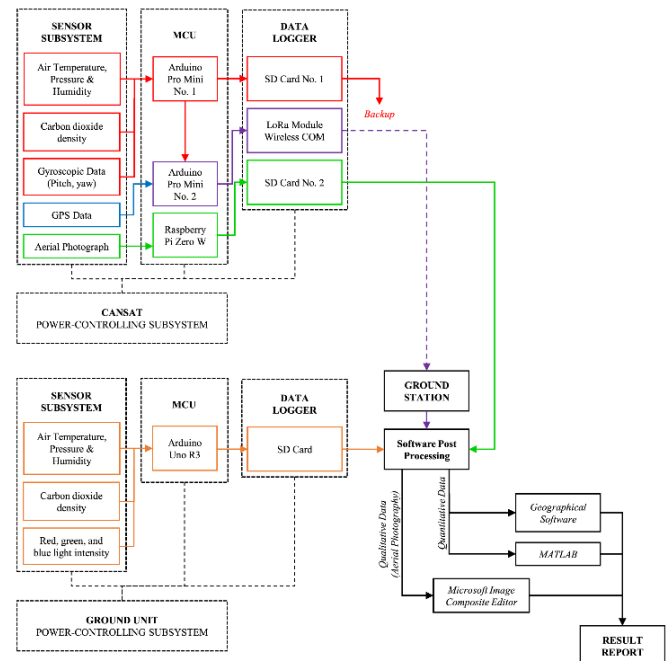 SENSOR
SUBSYSTEM
Air Temperature,
Pressure &
Humidity
Carbon dioxide
density
Gyroscopic Data
(Pitch, yaw)
GPS Data
Aerial Photograph
MCU
Arduino
Pro Mini
No. 1
Arduino
Pro Mini
No. 2
Raspberry
Pi Zero W
DATA
LOGGER
SD Card No. 1
LoRa Module
Wireless COM
SD Card No. 2
Backup
CANSAT
POWER-CONTROLLING SUBSYSTEM
SENSOR
SUBSYSTEM
Air Temperature,
Pressure &
Humidity
Carbon dioxide
density
Red, green, and
blue light intensity
MCU
Arduino
Uno R3
DATA
LOGGER
SD Card
GROUND UNIT
POWER-CONTROLLING SUBSYSTEM
GROUND
STATION
Software Post
Processing
Qualitative Data
(Aerial Photography)
Quantitative Data
Geographical
Software
MATLAB
Microsoft Image
Composite Editor
RESULT
REPORT